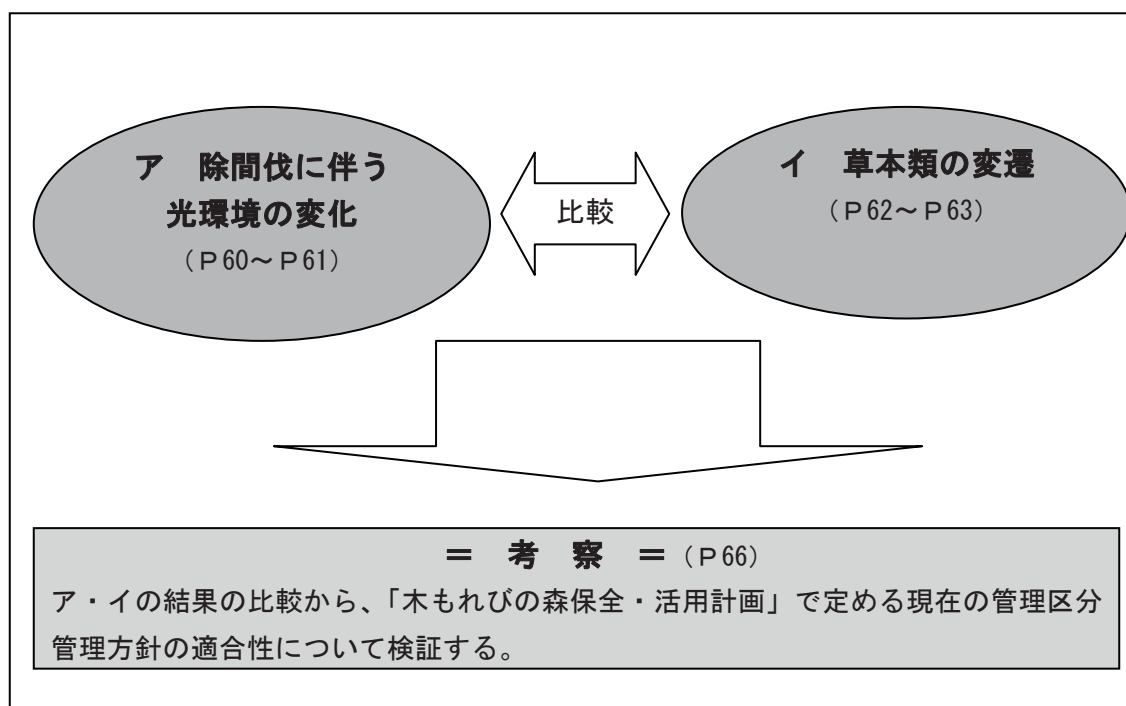 ア　除間伐に伴う
光環境の変化
（Ｐ60～Ｐ61）
比較
イ　草本類の変遷
（Ｐ62～Ｐ63）
＝　考　察　＝（Ｐ66）
ア・イの結果の比較から、「木もれびの森保全・活用計画」で定める現在の管理区分
管理方針の適合性について検証する。